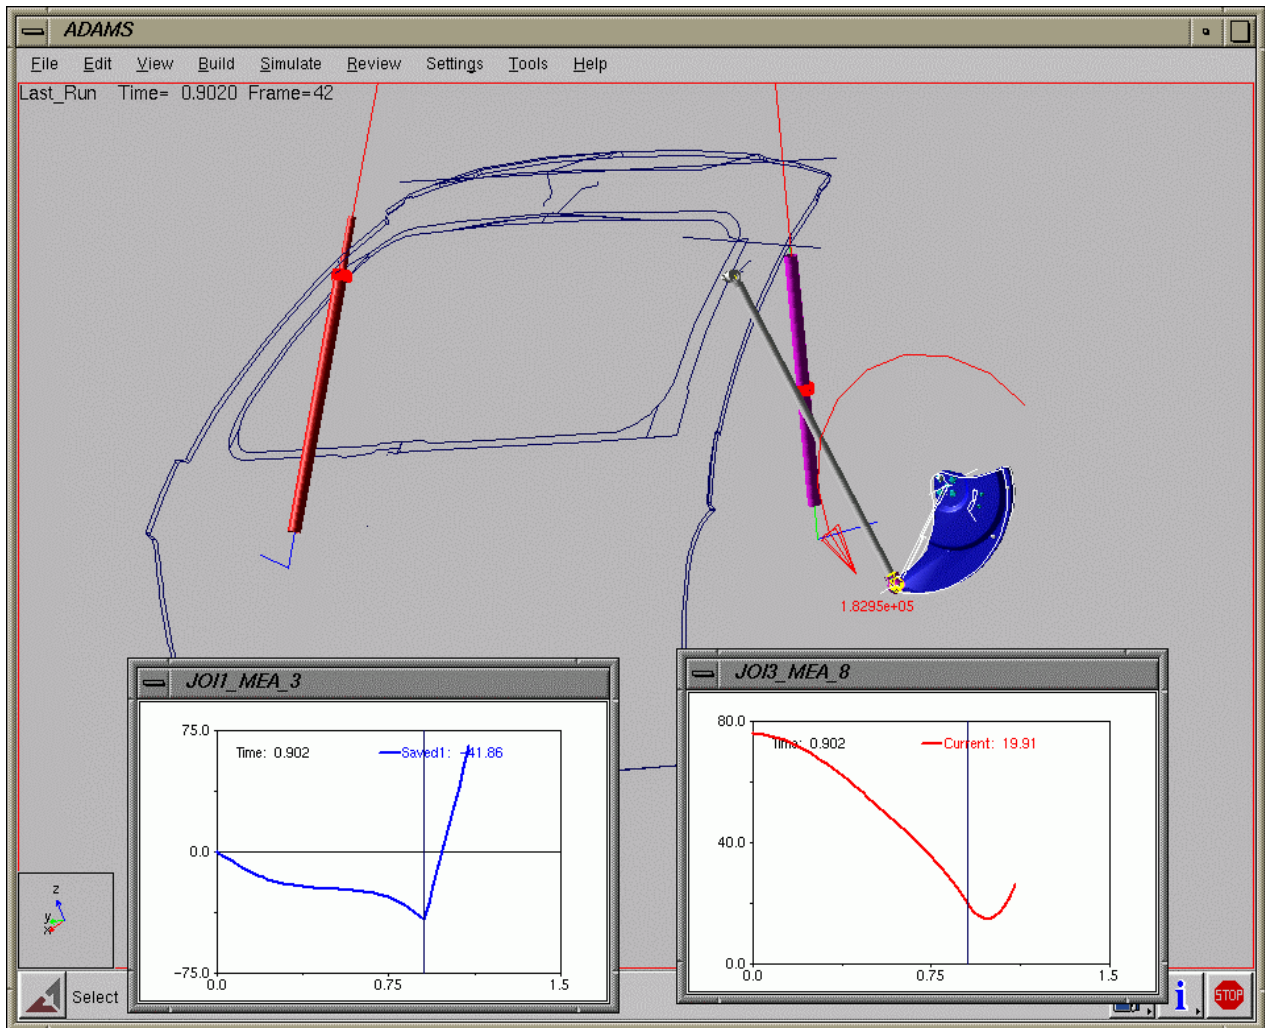 ADAMS
File Edit View Build Simulate Review Settings Tools Help
Last_Run Time= 0.9020 Frame=42
1.8295e+05
JOI1_MEA_3
75.0
Time: 0.902 Saved1: -41.86
0.0
-75.0
0.0 0.75 1.5
JOI3_MEA_8
80.0
Time: 0.902 Current: 19.91
40.0
0.0
0.0 0.75 1.5
z
y
x
Select
i
STOP